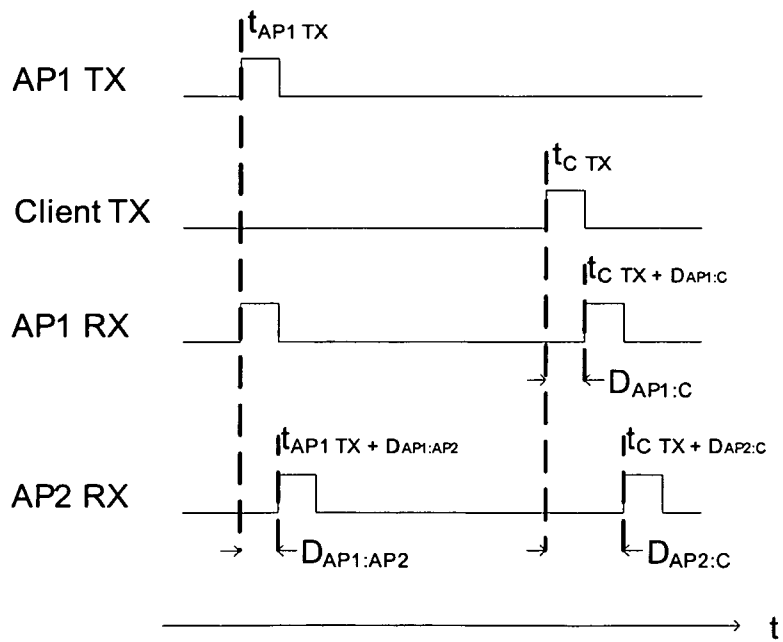 tAP1 TX
AP1 TX
tC TX
Client TX
tC TX + DAP1:C
AP1 RX
DAP1:C
tAP1 TX + DAP1:AP2
tC TX + DAP2:C
AP2 RX
DAP1:AP2
DAP2:C
t